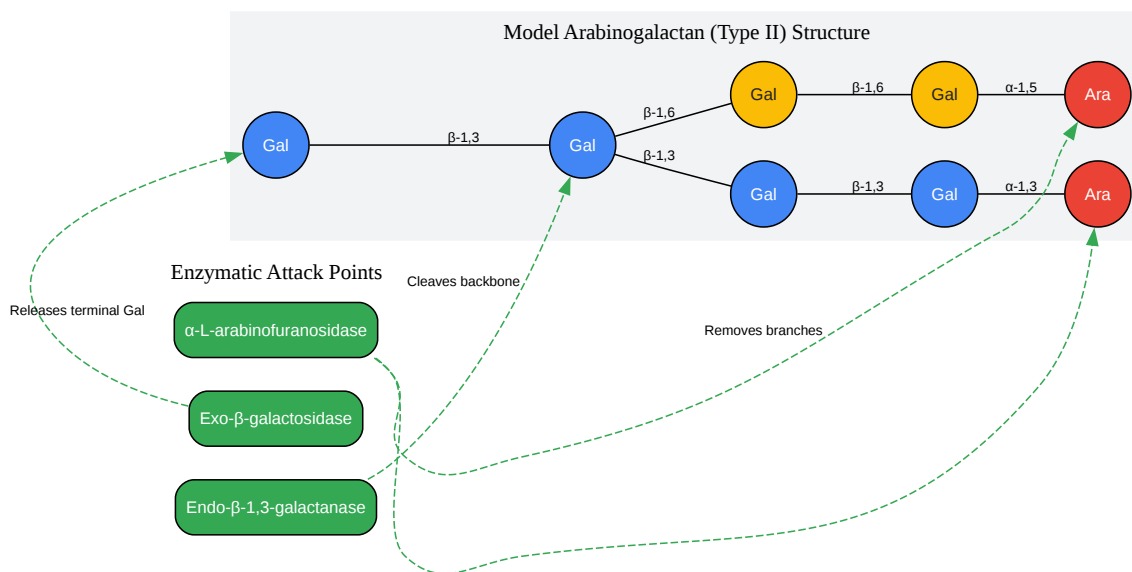 Model Arabinogalactan (Type II) Structure
Gal
β-1,3
Gal
β-1,6
Gal
β-1,6
Gal
α-1,5
Ara
β-1,3
Gal
β-1,3
Gal
α-1,3
Ara
Enzymatic Attack Points
Cleaves backbone
Releases terminal Gal
α-L-arabinofuranosidase
Removes branches
Exo-β-galactosidase
Endo-β-1,3-galactanase